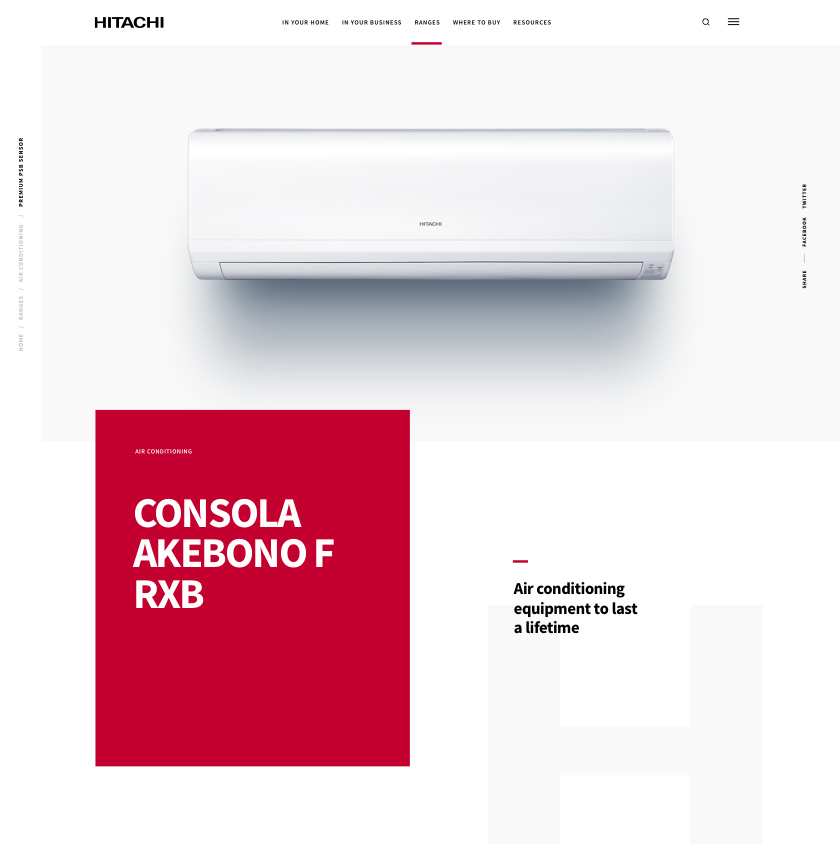 HITACHI
IN YOUR HOME
IN YOUR BUSINESS
RANGES
WHERE TO BUY
RESOURCES
HOME / RANGES / AIR CONDITIONING / PREMIUM PSB SENSOR
HITACHI
SHARE — FACEBOOK TWITTER
AIR CONDITIONING
CONSOLA
AKEBONO F
RXB
Air conditioning
equipment to last
a lifetime
H